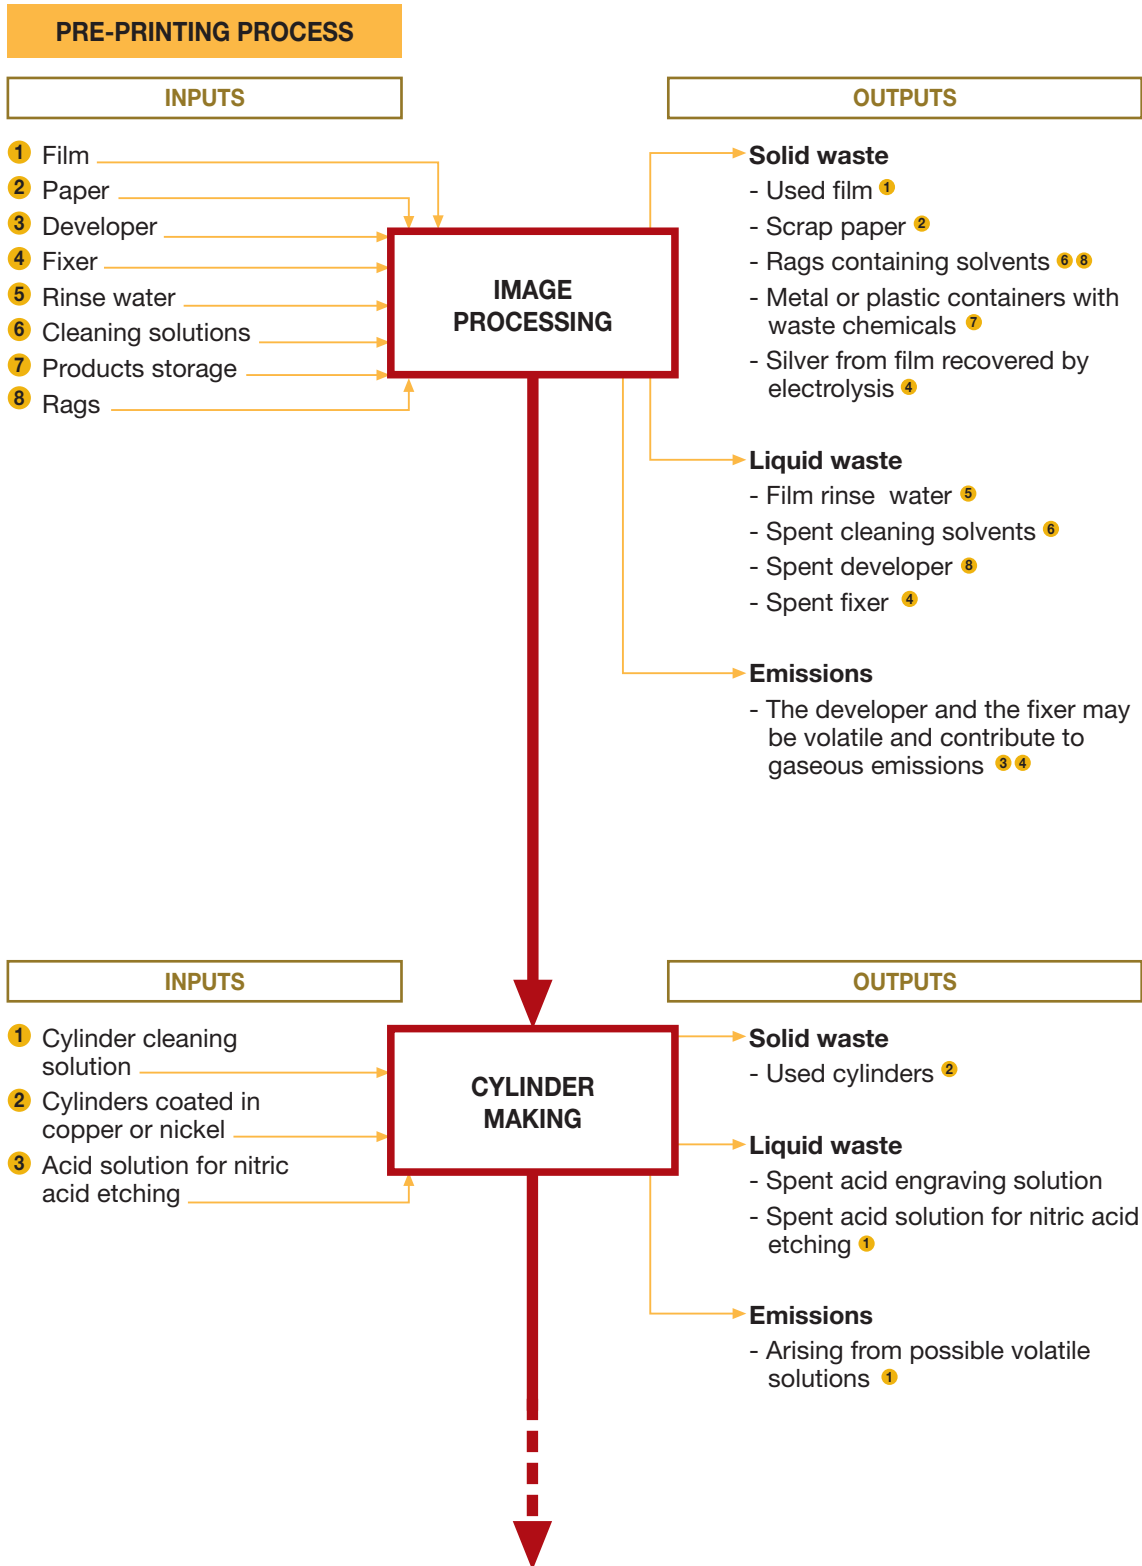 PRE-PRINTING PROCESS
INPUTS
1 Film
2 Paper
3 Developer
4 Fixer
5 Rinse water
6 Cleaning solutions
7 Products storage
8 Rags
IMAGE
PROCESSING
OUTPUTS
Solid waste
- Used film 1
- Scrap paper 2
- Rags containing solvents 6 8
- Metal or plastic containers with
waste chemicals 7
- Silver from film recovered by
electrolysis 4
Liquid waste
- Film rinse water 5
- Spent cleaning solvents 6
- Spent developer 8
- Spent fixer 4
Emissions
- The developer and the fixer may
be volatile and contribute to
gaseous emissions 3 4
INPUTS
1 Cylinder cleaning
solution
2 Cylinders coated in
copper or nickel
3 Acid solution for nitric
acid etching
CYLINDER
MAKING
OUTPUTS
Solid waste
- Used cylinders 2
Liquid waste
- Spent acid engraving solution
- Spent acid solution for nitric acid
etching 1
Emissions
- Arising from possible volatile
solutions 1